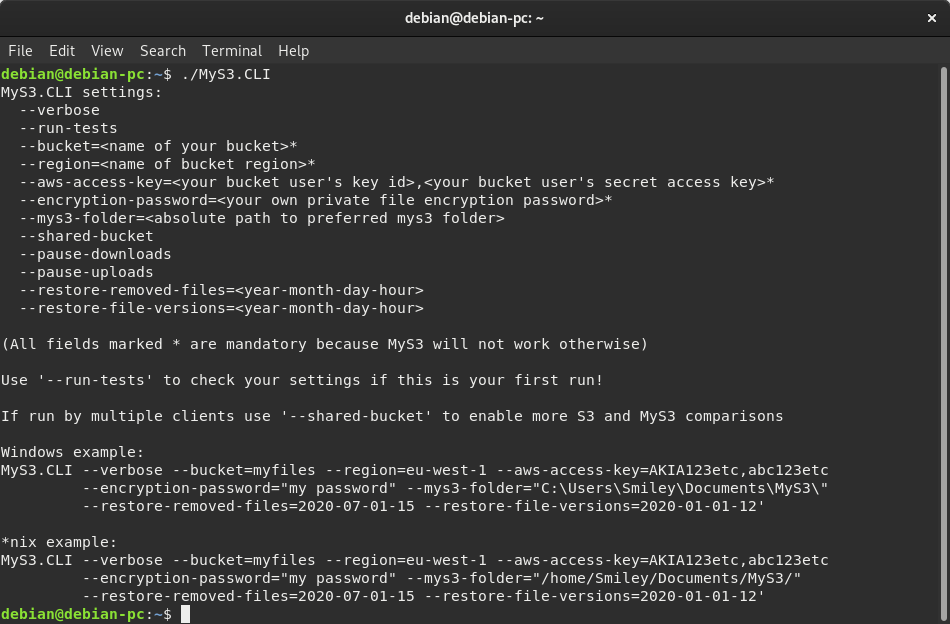 debian@debian-pc: ~
×
File Edit View Search Terminal Help
debian@debian-pc:~$ ./MyS3.CLI
MyS3.CLI settings:
  --verbose
  --run-tests
  --bucket=<name of your bucket>*
  --region=<name of bucket region>*
  --aws-access-key=<your bucket user's key id>,<your bucket user's secret access key>*
  --encryption-password=<your own private file encryption password>*
  --mys3-folder=<absolute path to preferred mys3 folder>
  --shared-bucket
  --pause-downloads
  --pause-uploads
  --restore-removed-files=<year-month-day-hour>
  --restore-file-versions=<year-month-day-hour>

(All fields marked * are mandatory because MyS3 will not work otherwise)

Use '--run-tests' to check your settings if this is your first run!

If run by multiple clients use '--shared-bucket' to enable more S3 and MyS3 comparisons

Windows example:
MyS3.CLI --verbose --bucket=myfiles --region=eu-west-1 --aws-access-key=AKIA123etc,abc123etc
         --encryption-password="my password" --mys3-folder="C:\Users\Smiley\Documents\MyS3\"
         --restore-removed-files=2020-07-01-15 --restore-file-versions=2020-01-01-12'

*nix example:
MyS3.CLI --verbose --bucket=myfiles --region=eu-west-1 --aws-access-key=AKIA123etc,abc123etc
         --encryption-password="my password" --mys3-folder="/home/Smiley/Documents/MyS3/"
         --restore-removed-files=2020-07-01-15 --restore-file-versions=2020-01-01-12'
debian@debian-pc:~$